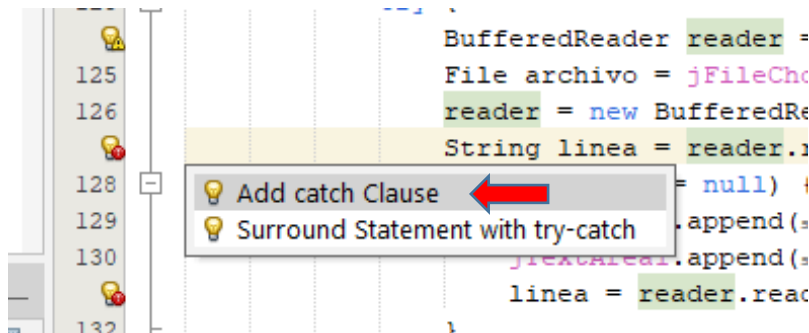 BufferedReader reader =
125 File archivo = jFileCho
126 reader = new BufferedRe
String linea = reader.r
128 = null) {
Add catch Clause
129 .append(
Surround Statement with try-catch
130 jTextArea1.append(
linea = reader.read
132 }